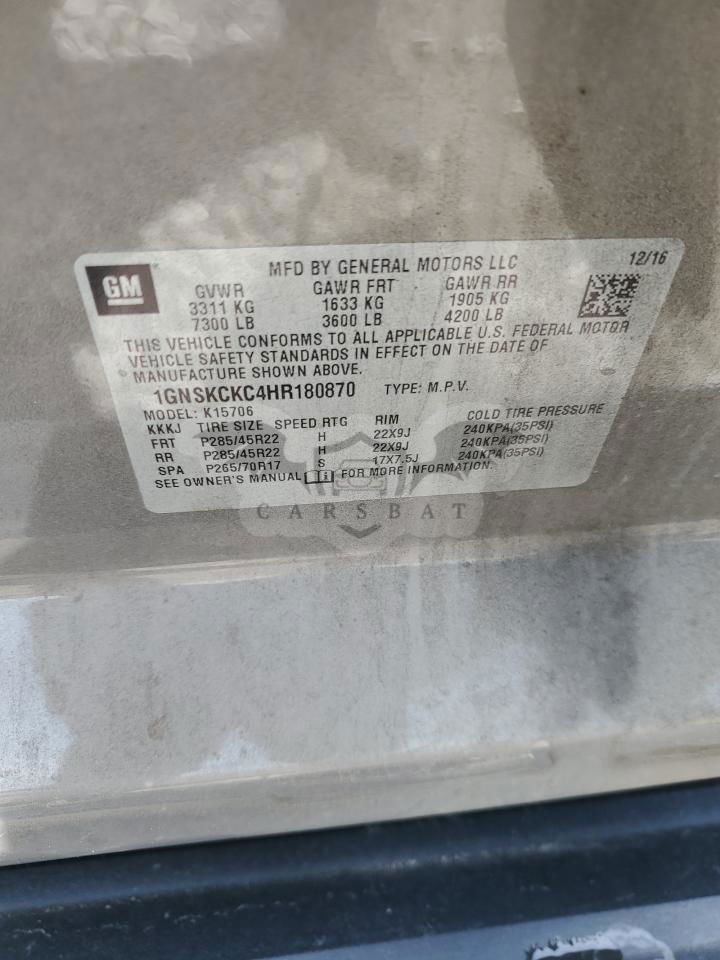 GM
MFD BY GENERAL MOTORS LLC 12/16
GVWR GAWR FRT GAWR RR
3311 KG 1633 KG 1905 KG
7300 LB 3600 LB 4200 LB
THIS VEHICLE CONFORMS TO ALL APPLICABLE U.S. FEDERAL MOTOR
VEHICLE SAFETY STANDARDS IN EFFECT ON THE DATE OF
MANUFACTURE SHOWN ABOVE.
1GNSKCKC4HR180870 TYPE: M.P.V.
MODEL: K15706
KKKJ TIRE SIZE SPEED RTG RIM COLD TIRE PRESSURE
FRT P285/45R22 H 22X9J 240KPA(35PSI)
RR P285/45R22 H 22X9J 240KPA(35PSI)
SPA P265/70R17 S 17X7.5J 240KPA(35PSI)
SEE OWNER'S MANUAL FOR MORE INFORMATION.
CARSBAT